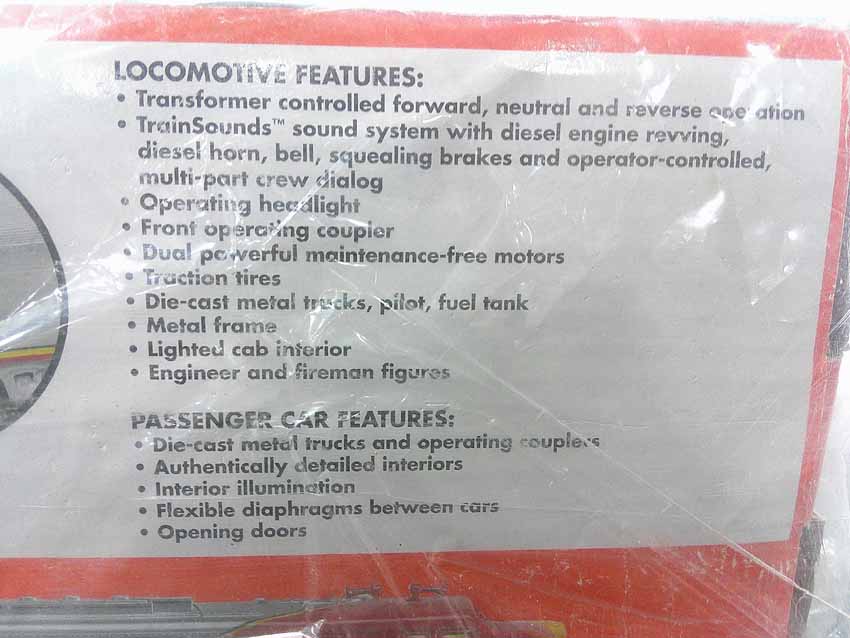 LOCOMOTIVE FEATURES:
• Transformer controlled forward, neutral and reverse operation
• TrainSounds™ sound system with diesel engine revving,
diesel horn, bell, squealing brakes and operator-controlled,
multi-part crew dialog
• Operating headlight
• Front operating coupler
• Dual powerful maintenance-free motors
• Traction tires
• Die-cast metal trucks, pilot, fuel tank
• Metal frame
• Lighted cab interior
• Engineer and fireman figures
PASSENGER CAR FEATURES:
• Die-cast metal trucks and operating couplers
• Authentically detailed interiors
• Interior illumination
• Flexible diaphragms between cars
• Opening doors